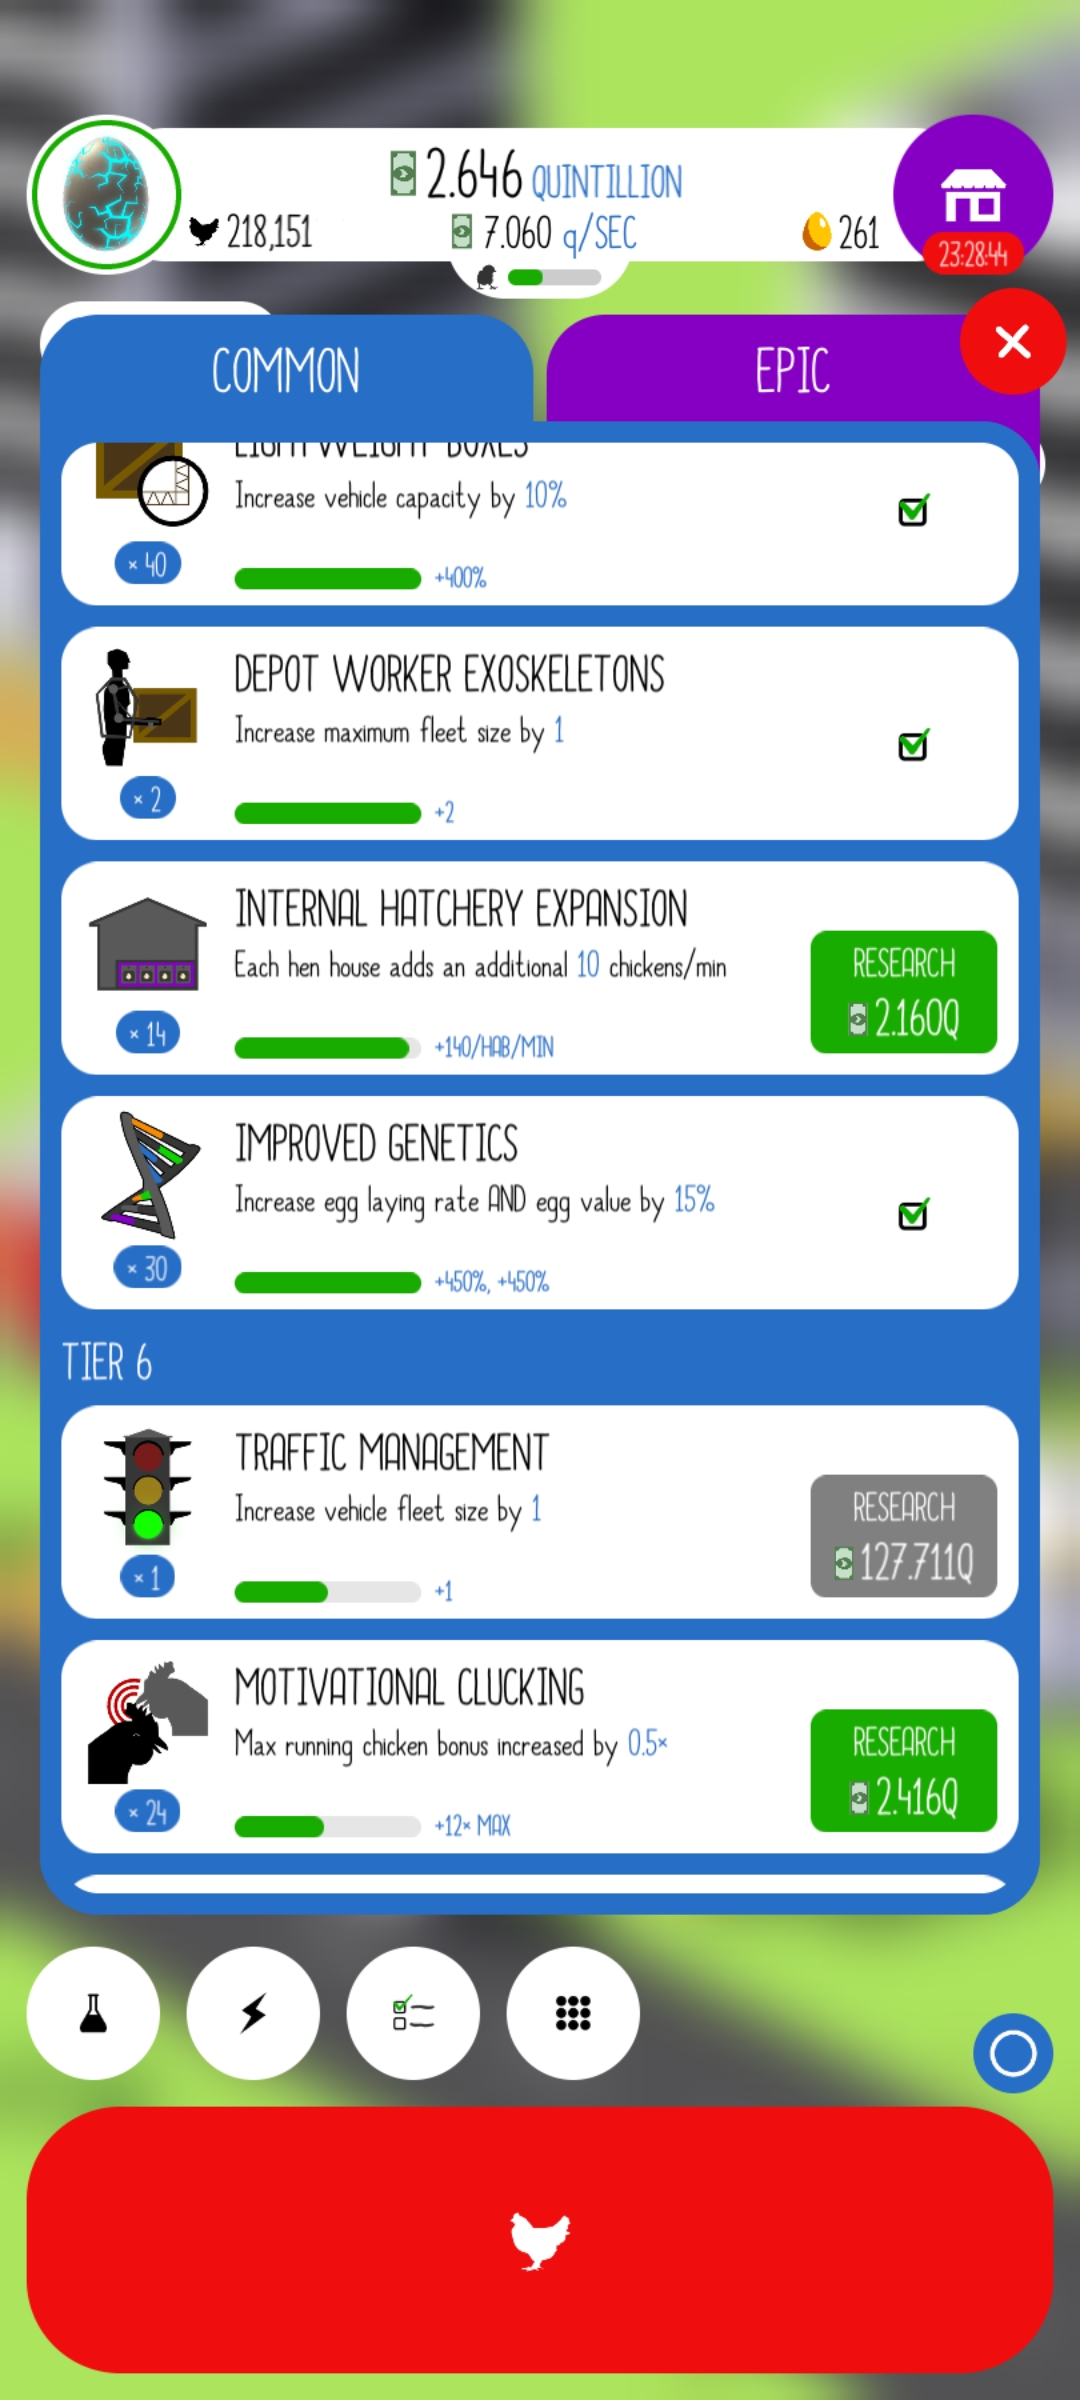 2.646 QUINTILLION
218,151
7.060 q/SEC
261
23:28:44
COMMON
EPIC
LIGHTWEIGHT BOXES
Increase vehicle capacity by 10%
× 40
+400%
DEPOT WORKER EXOSKELETONS
Increase maximum fleet size by 1
× 2
+2
INTERNAL HATCHERY EXPANSION
Each hen house adds an additional 10 chickens/min
RESEARCH
2.160Q
× 14
+140/HAB/MIN
IMPROVED GENETICS
Increase egg laying rate AND egg value by 15%
× 30
+450%, +450%
TIER 6
TRAFFIC MANAGEMENT
Increase vehicle fleet size by 1
RESEARCH
127.711Q
× 1
+1
MOTIVATIONAL CLUCKING
Max running chicken bonus increased by 0.5×
RESEARCH
2.416Q
× 24
+12× MAX